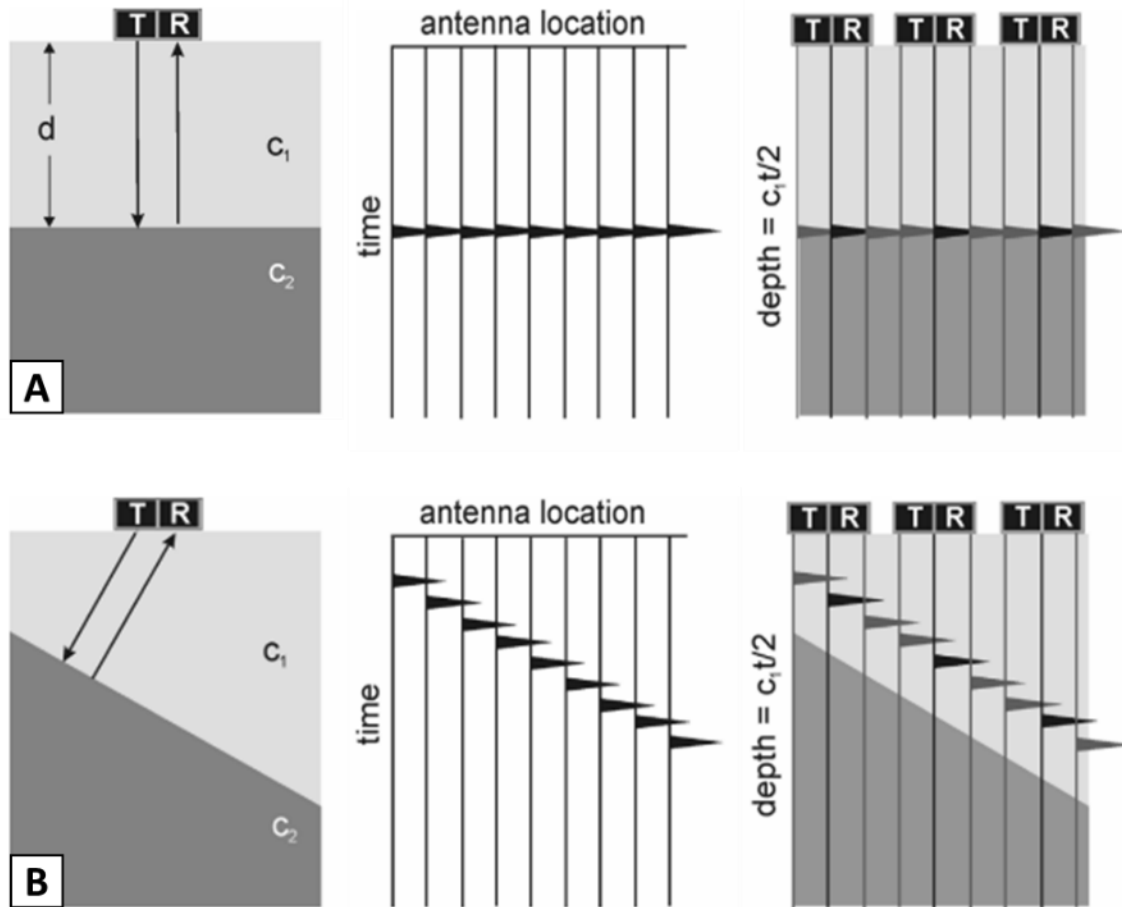 T R
d
c₁
c₂
A
antenna location
time
T R T R T R
depth = c₁t/2
T R
c₁
c₂
B
antenna location
time
T R T R T R
depth = c₁t/2